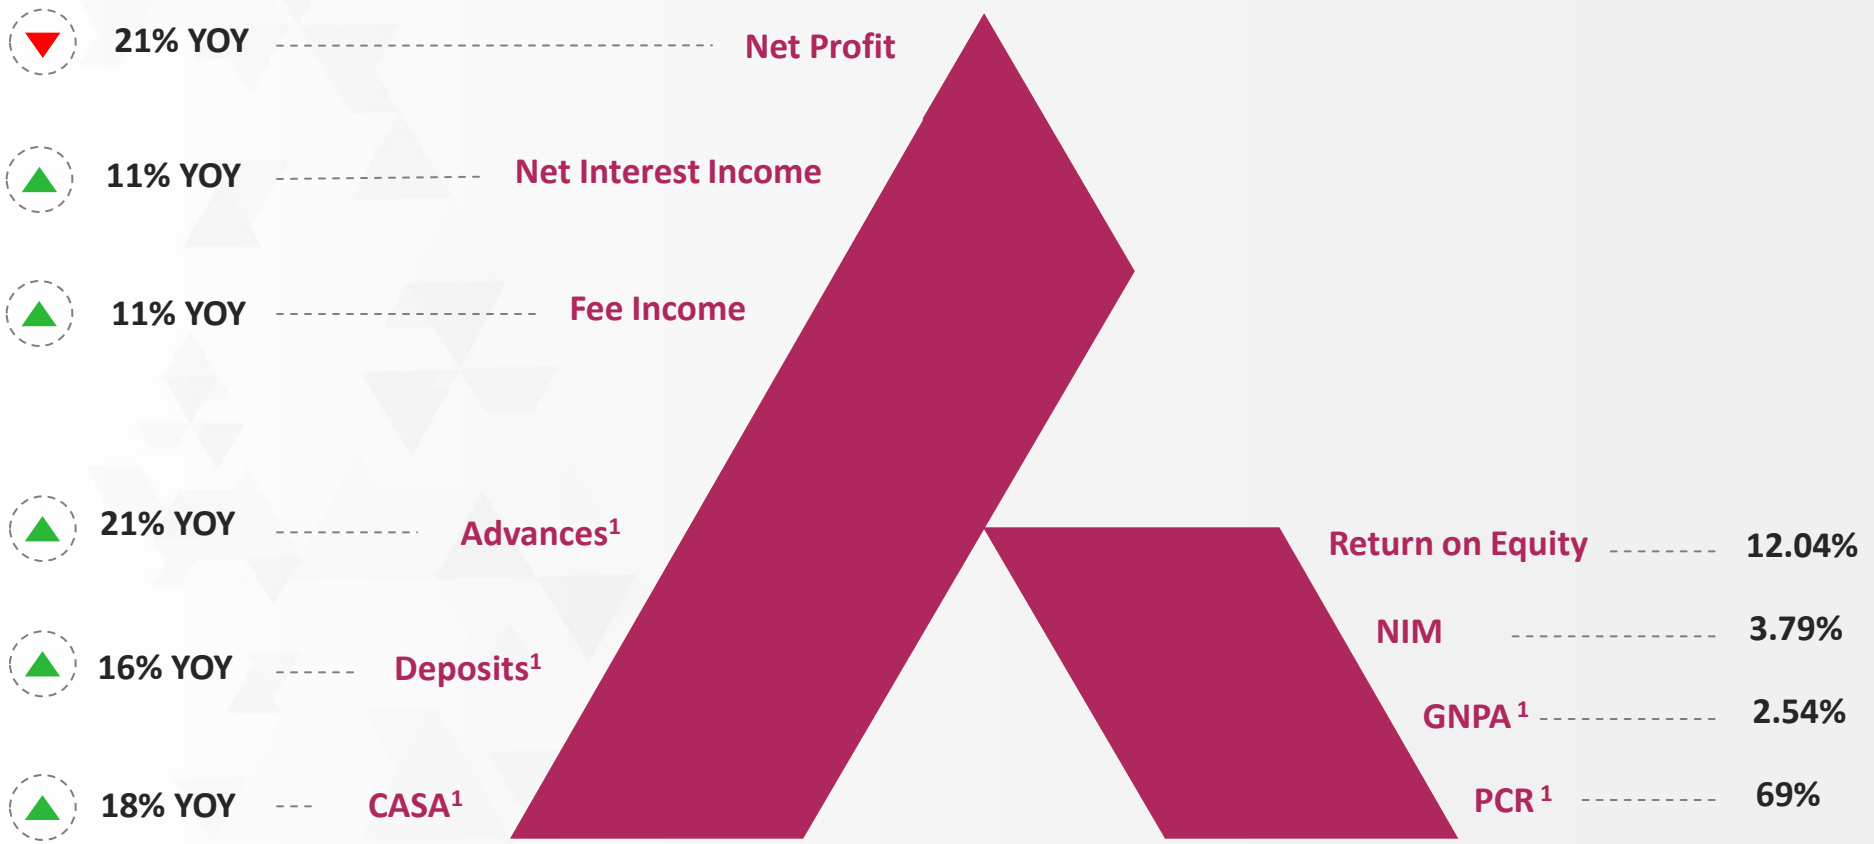 21% YOY Net Profit
11% YOY Net Interest Income
11% YOY Fee Income
21% YOY Advances¹
16% YOY Deposits¹
18% YOY CASA¹
Return on Equity 12.04%
NIM 3.79%
GNPA ¹ 2.54%
PCR ¹ 69%